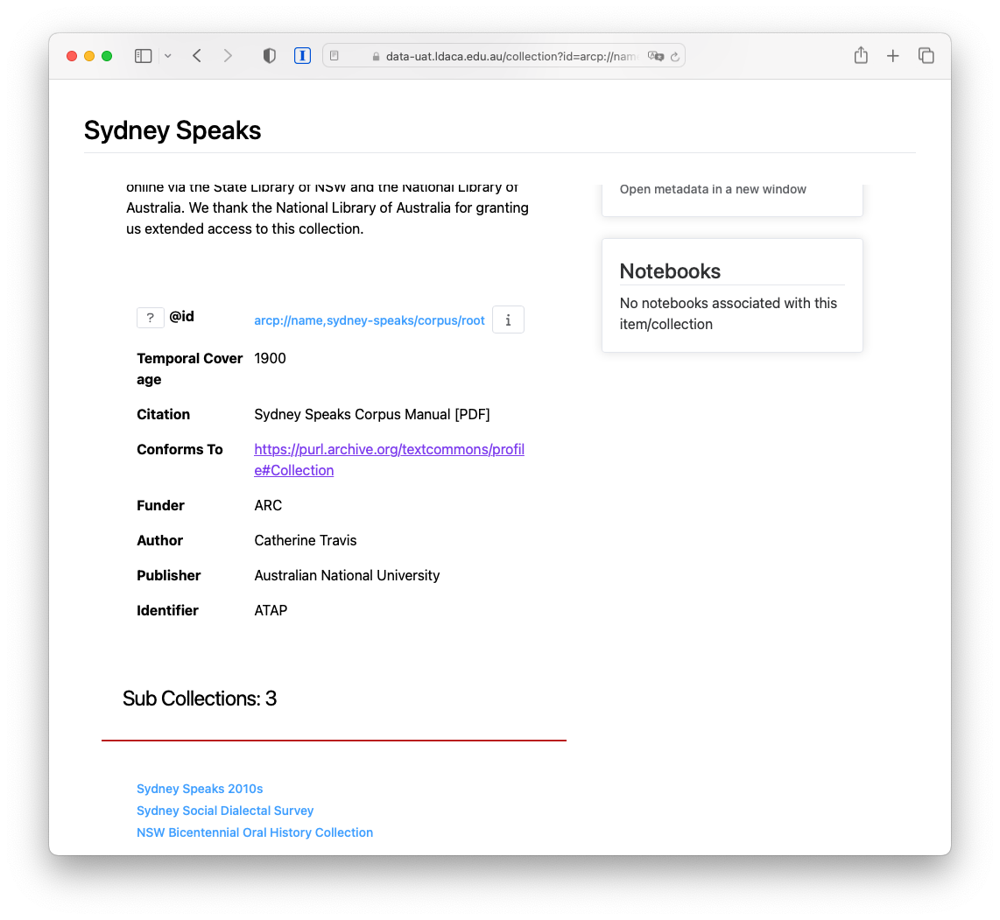 data-uat.ldaca.edu.au/collection?id=arcp://nam
Sydney Speaks
online via the State Library of NSW and the National Library of
Australia. We thank the National Library of Australia for granting
us extended access to this collection.
? @id arcp://name,sydney-speaks/corpus/root i
Temporal Cover
age
1900
Citation Sydney Speaks Corpus Manual [PDF]
Conforms To https://purl.archive.org/textcommons/profil
e#Collection
Funder ARC
Author Catherine Travis
Publisher Australian National University
Identifier ATAP
Sub Collections: 3
Sydney Speaks 2010s
Sydney Social Dialectal Survey
NSW Bicentennial Oral History Collection
Open metadata in a new window
Notebooks
No notebooks associated with this
item/collection